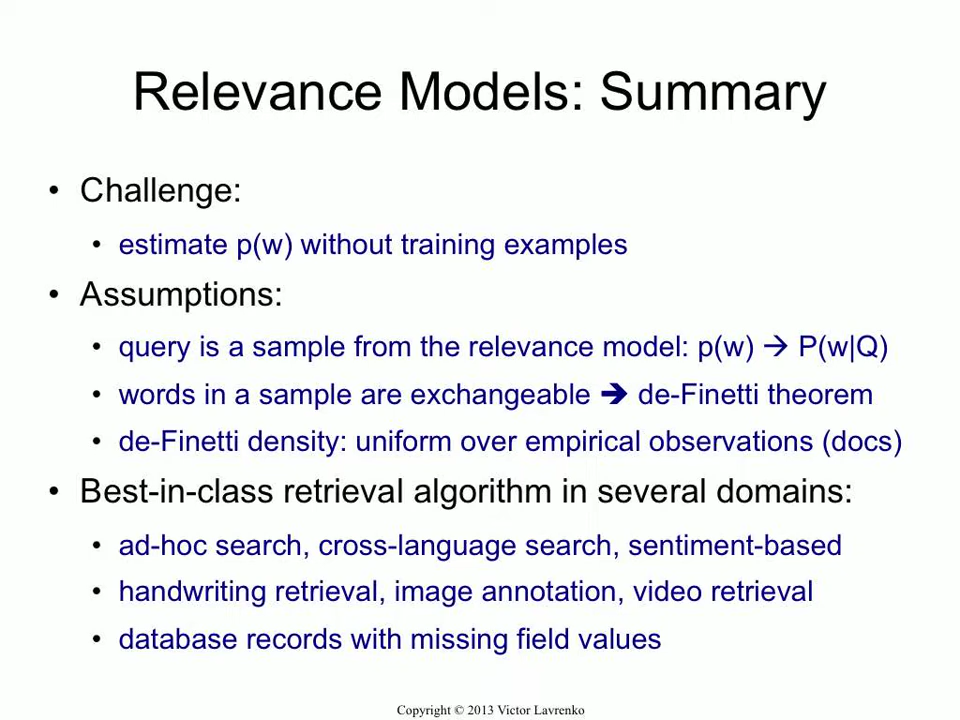 Relevance Models: Summary
• Challenge:
• estimate p(w) without training examples
• Assumptions:
• query is a sample from the relevance model: p(w) → P(w|Q)
• words in a sample are exchangeable ➔ de-Finetti theorem
• de-Finetti density: uniform over empirical observations (docs)
• Best-in-class retrieval algorithm in several domains:
• ad-hoc search, cross-language search, sentiment-based
• handwriting retrieval, image annotation, video retrieval
• database records with missing field values
Copyright © 2013 Victor Lavrenko